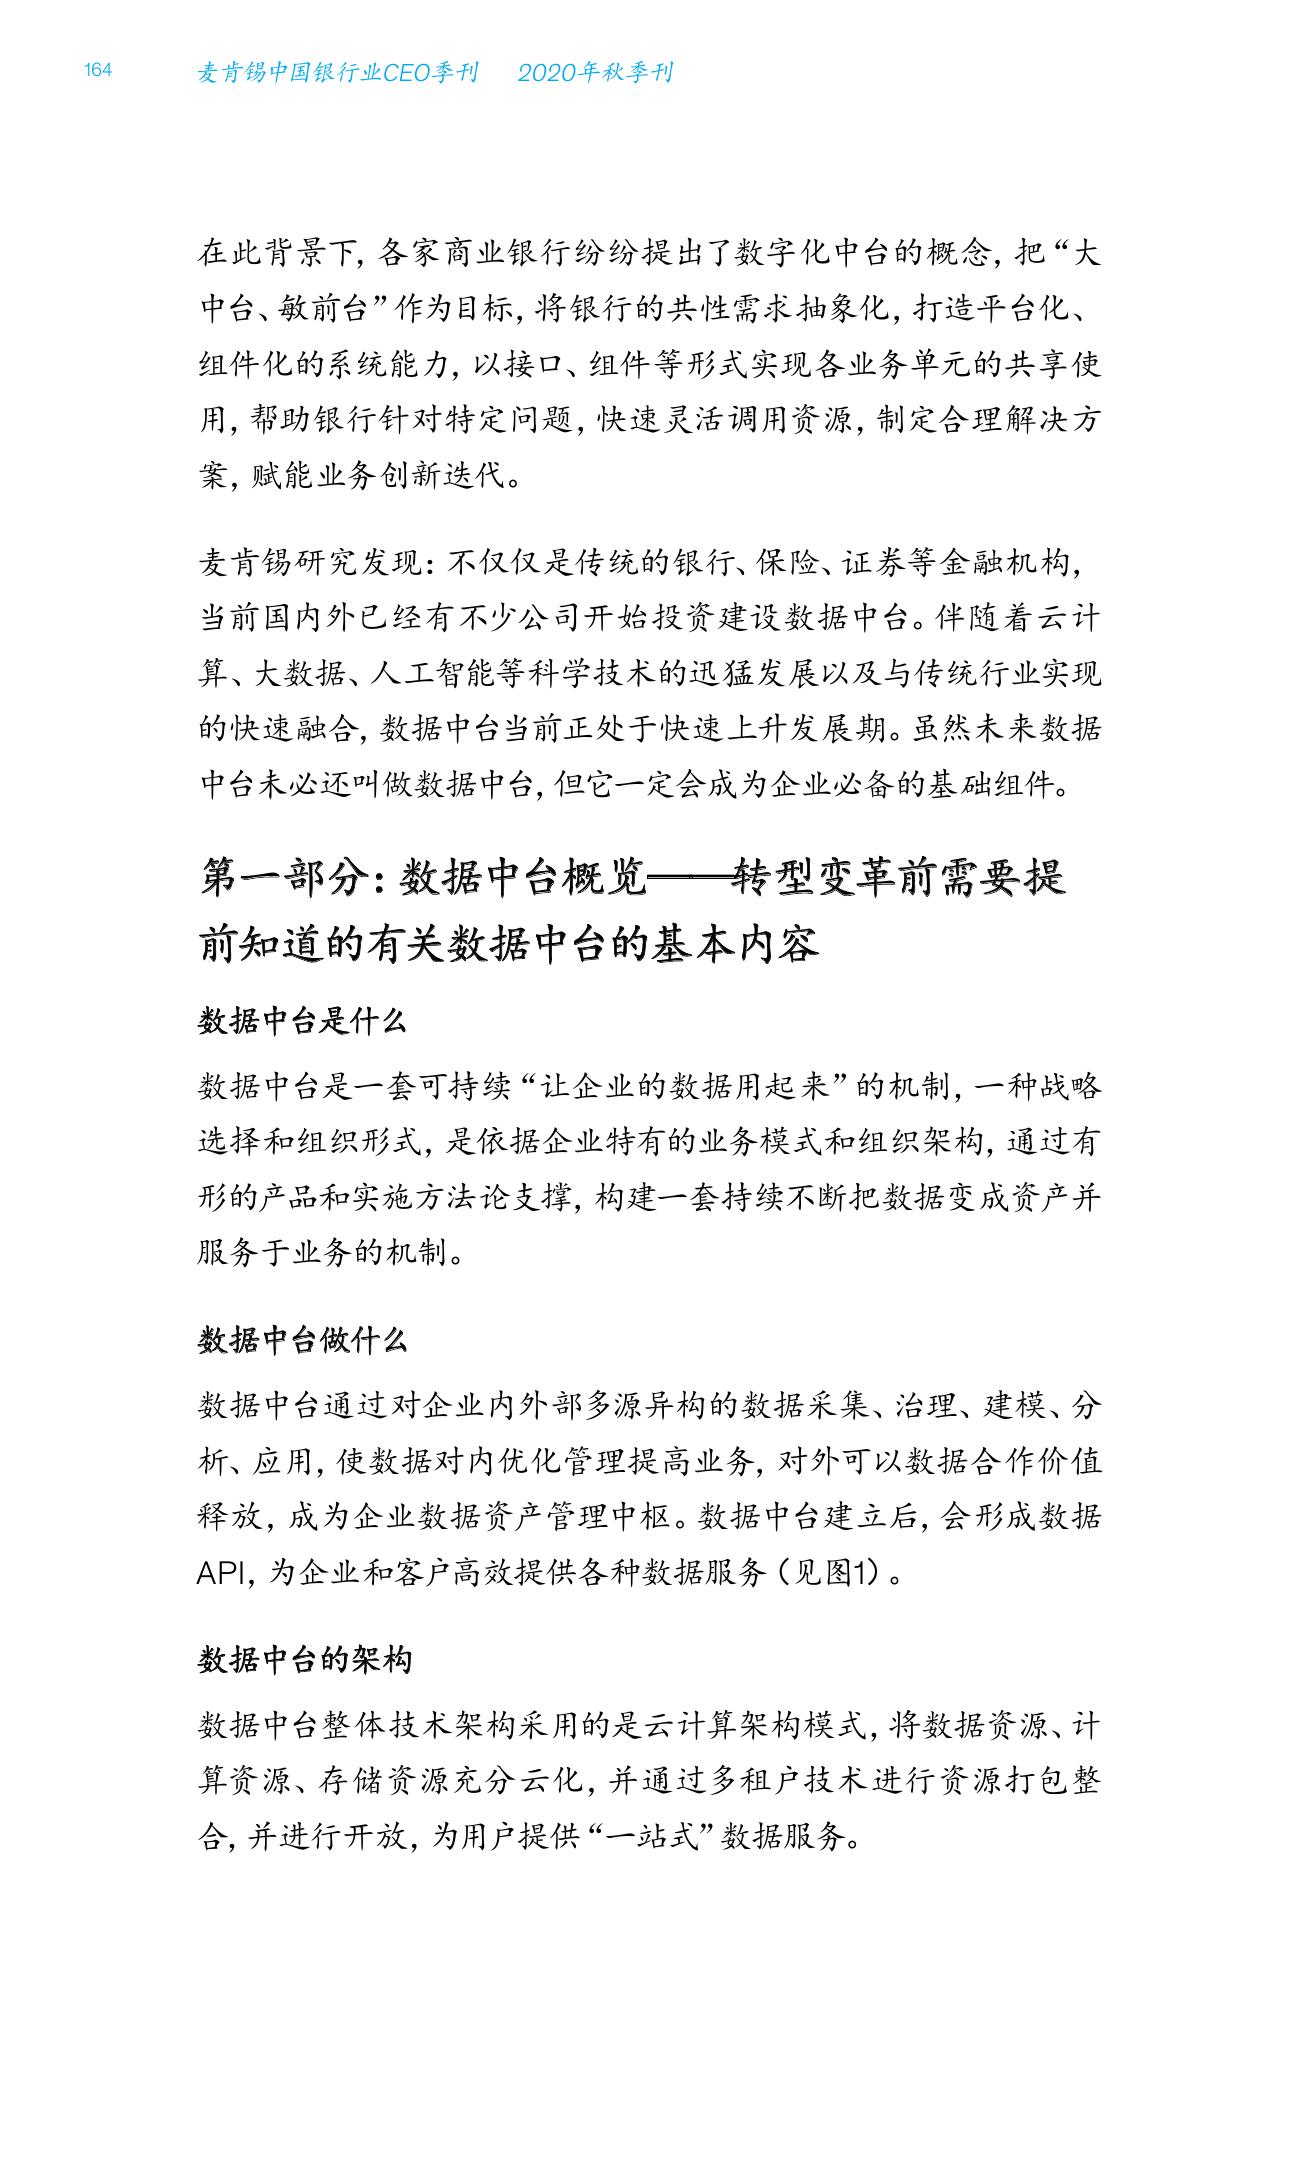 164
麦肯锡中国银行业CEO季刊 2020年秋季刊
在此背景下, 各家商业银行纷纷提出了数字化中台的概念, 把“大
中台、敏前台”作为目标, 将银行的共性需求抽象化, 打造平台化、
组件化的系统能力, 以接口、组件等形式实现各业务单元的共享使
用, 帮助银行针对特定问题, 快速灵活调用资源, 制定合理解决方
案, 赋能业务创新迭代。
麦肯锡研究发现: 不仅仅是传统的银行、保险、证券等金融机构,
当前国内外已经有不少公司开始投资建设数据中台。伴随着云计
算、大数据、人工智能等科学技术的迅猛发展以及与传统行业实现
的快速融合, 数据中台当前正处于快速上升发展期。虽然未来数据
中台未必还叫做数据中台, 但它一定会成为企业必备的基础组件。
第一部分: 数据中台概览——转型变革前需要提
前知道的有关数据中台的基本内容
数据中台是什么
数据中台是一套可持续“让企业的数据用起来”的机制, 一种战略
选择和组织形式, 是依据企业特有的业务模式和组织架构, 通过有
形的产品和实施方法论支撑, 构建一套持续不断把数据变成资产并
服务于业务的机制。
数据中台做什么
数据中台通过对企业内外部多源异构的数据采集、治理、建模、分
析、应用, 使数据对内优化管理提高业务, 对外可以数据合作价值
释放, 成为企业数据资产管理中枢。数据中台建立后, 会形成数据
API, 为企业和客户高效提供各种数据服务（见图1）。
数据中台的架构
数据中台整体技术架构采用的是云计算架构模式, 将数据资源、计
算资源、存储资源充分云化, 并通过多租户技术进行资源打包整
合, 并进行开放, 为用户提供“一站式”数据服务。